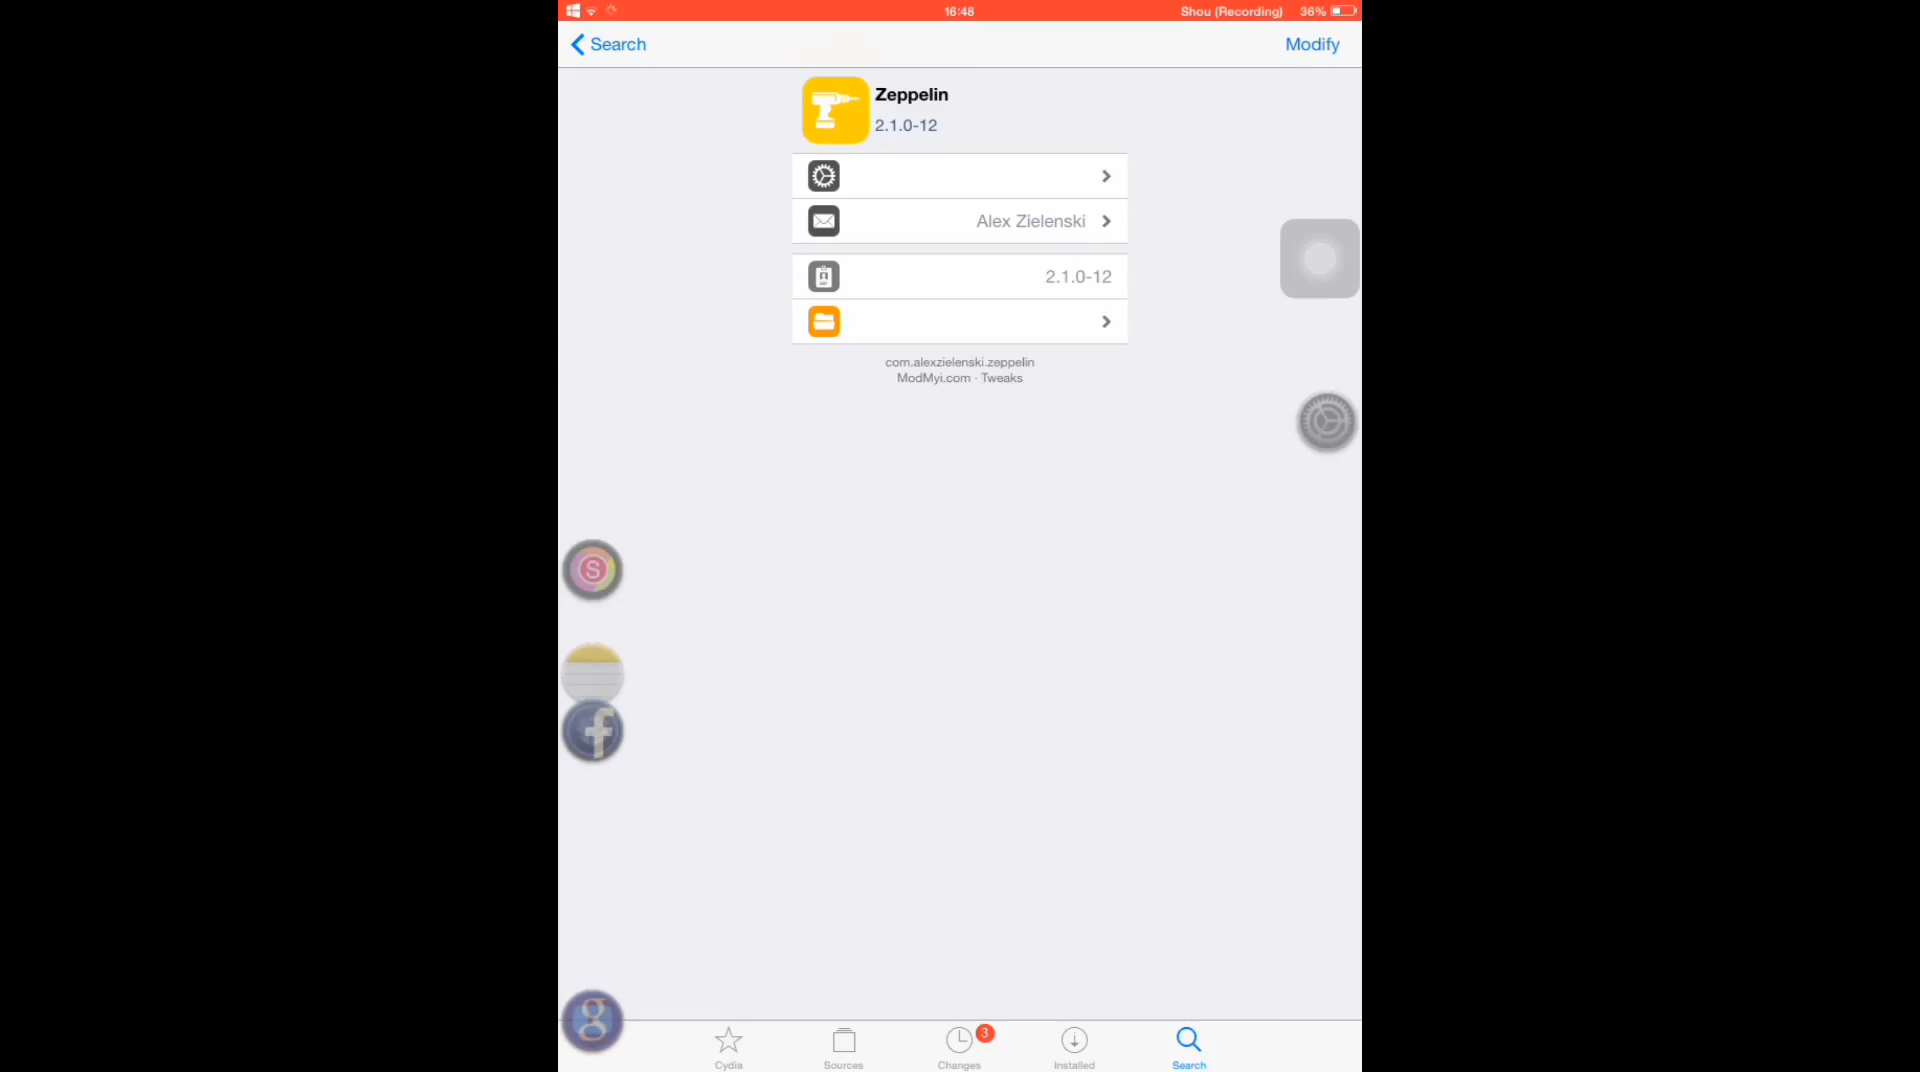 16:48
Shou (Recording)
36%
Search
Modify
Zeppelin
2.1.0-12
Alex Zielenski
2.1.0-12
com.alexzielenski.zeppelin
ModMyi.com · Tweaks
S
f
g
3
Cydia
Sources
Changes
Installed
Search